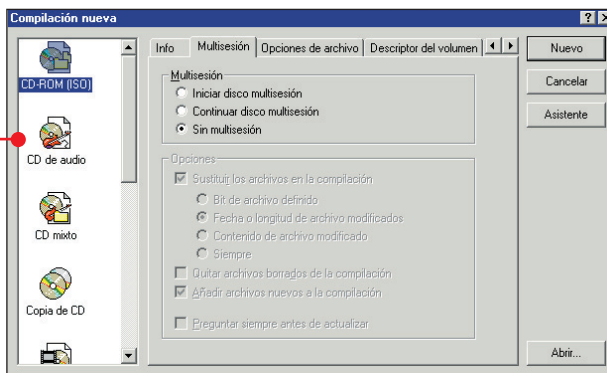 Compilación nueva
CD-ROM (ISO)
CD de audio
CD mixto
Copia de CD
Info
Multisesión
Opciones de archivo
Descriptor del volumen
Multisesión
Iniciar disco multisesión
Continuar disco multisesión
Sin multisesión
Opciones
Sustituir los archivos en la compilación
Bit de archivo definido
Fecha o longitud de archivo modificados
Contenido de archivo modificado
Siempre
Quitar archivos borrados de la compilación
Añadir archivos nuevos a la compilación
Preguntar siempre antes de actualizar
Nuevo
Cancelar
Asistente
Abrir...